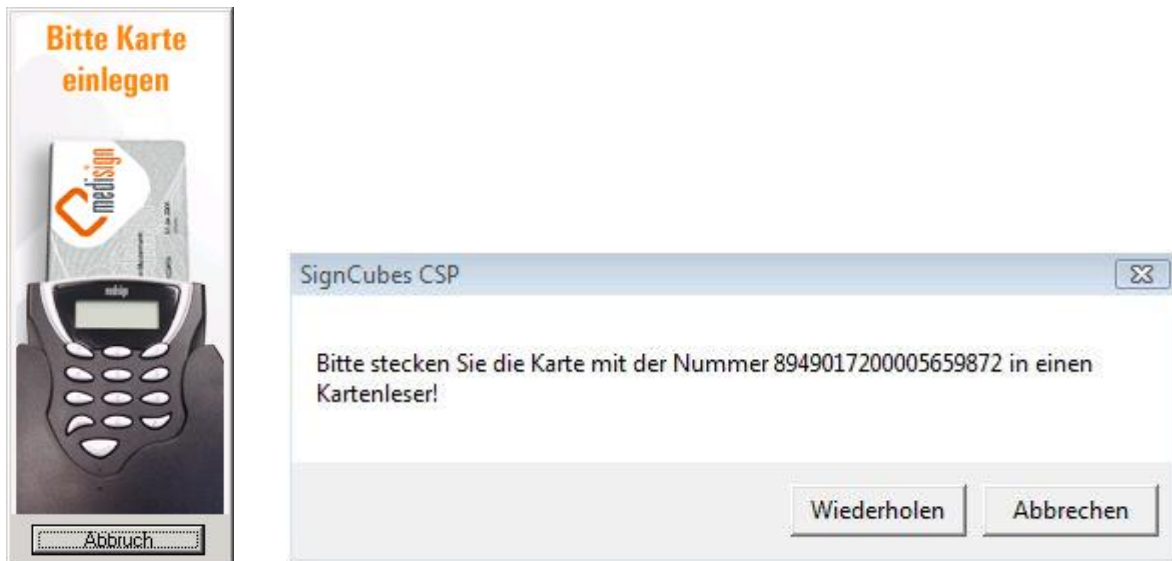 Bitte Karte
einlegen
medisign
Abbruch
SignCubes CSP
Bitte stecken Sie die Karte mit der Nummer 8949017200005659872 in einen
Kartenleser!
Wiederholen
Abbrechen